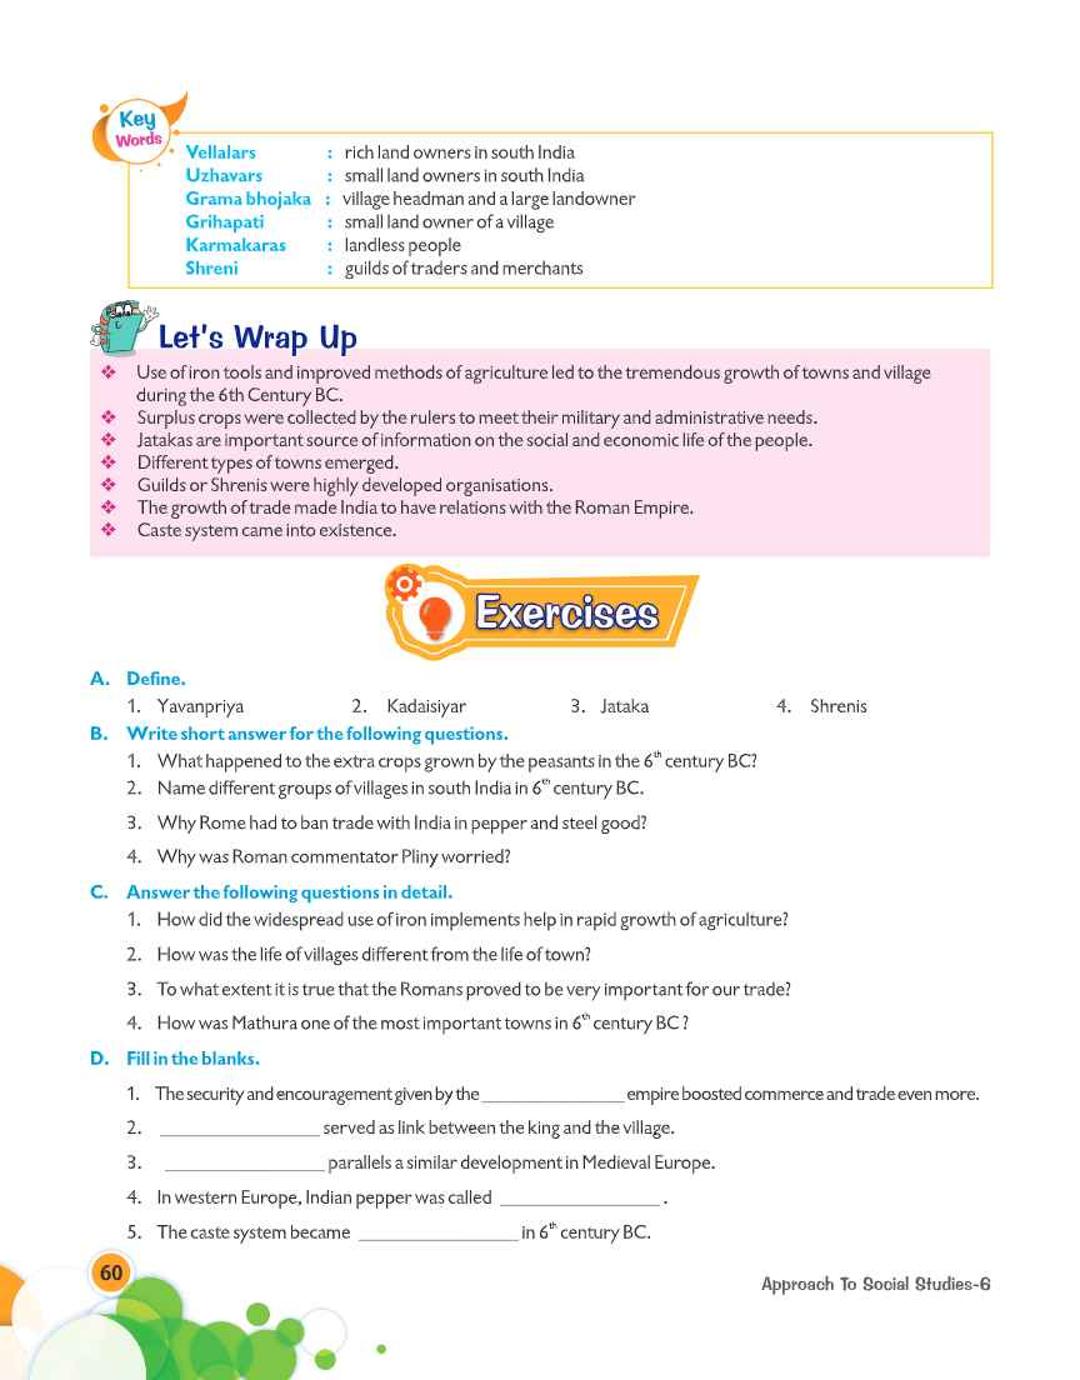 Key
Words
Vellalars : rich land owners in south India
Uzhavars : small land owners in south India
Grama bhojaka : village headman and a large landowner
Grihapati : small land owner of a village
Karmakaras : landless people
Shreni : guilds of traders and merchants
Let's Wrap Up
❖ Use of iron tools and improved methods of agriculture led to the tremendous growth of towns and village
during the 6th Century BC.
❖ Surplus crops were collected by the rulers to meet their military and administrative needs.
❖ Jatakas are important source of information on the social and economic life of the people.
❖ Different types of towns emerged.
❖ Guilds or Shrenis were highly developed organisations.
❖ The growth of trade made India to have relations with the Roman Empire.
❖ Caste system came into existence.
Exercises
A. Define.
1. Yavanpriya 2. Kadaisiyar 3. Jataka 4. Shrenis
B. Write short answer for the following questions.
1. What happened to the extra crops grown by the peasants in the 6th century BC?
2. Name different groups of villages in south India in 6th century BC.
3. Why Rome had to ban trade with India in pepper and steel good?
4. Why was Roman commentator Pliny worried?
C. Answer the following questions in detail.
1. How did the widespread use of iron implements help in rapid growth of agriculture?
2. How was the life of villages different from the life of town?
3. To what extent it is true that the Romans proved to be very important for our trade?
4. How was Mathura one of the most important towns in 6th century BC ?
D. Fill in the blanks.
1. The security and encouragement given by the ______________ empire boosted commerce and trade even more.
2. ________________ served as link between the king and the village.
3. ________________ parallels a similar development in Medieval Europe.
4. In western Europe, Indian pepper was called ________________ .
5. The caste system became ________________ in 6th century BC.
60
Approach To Social Studies-6